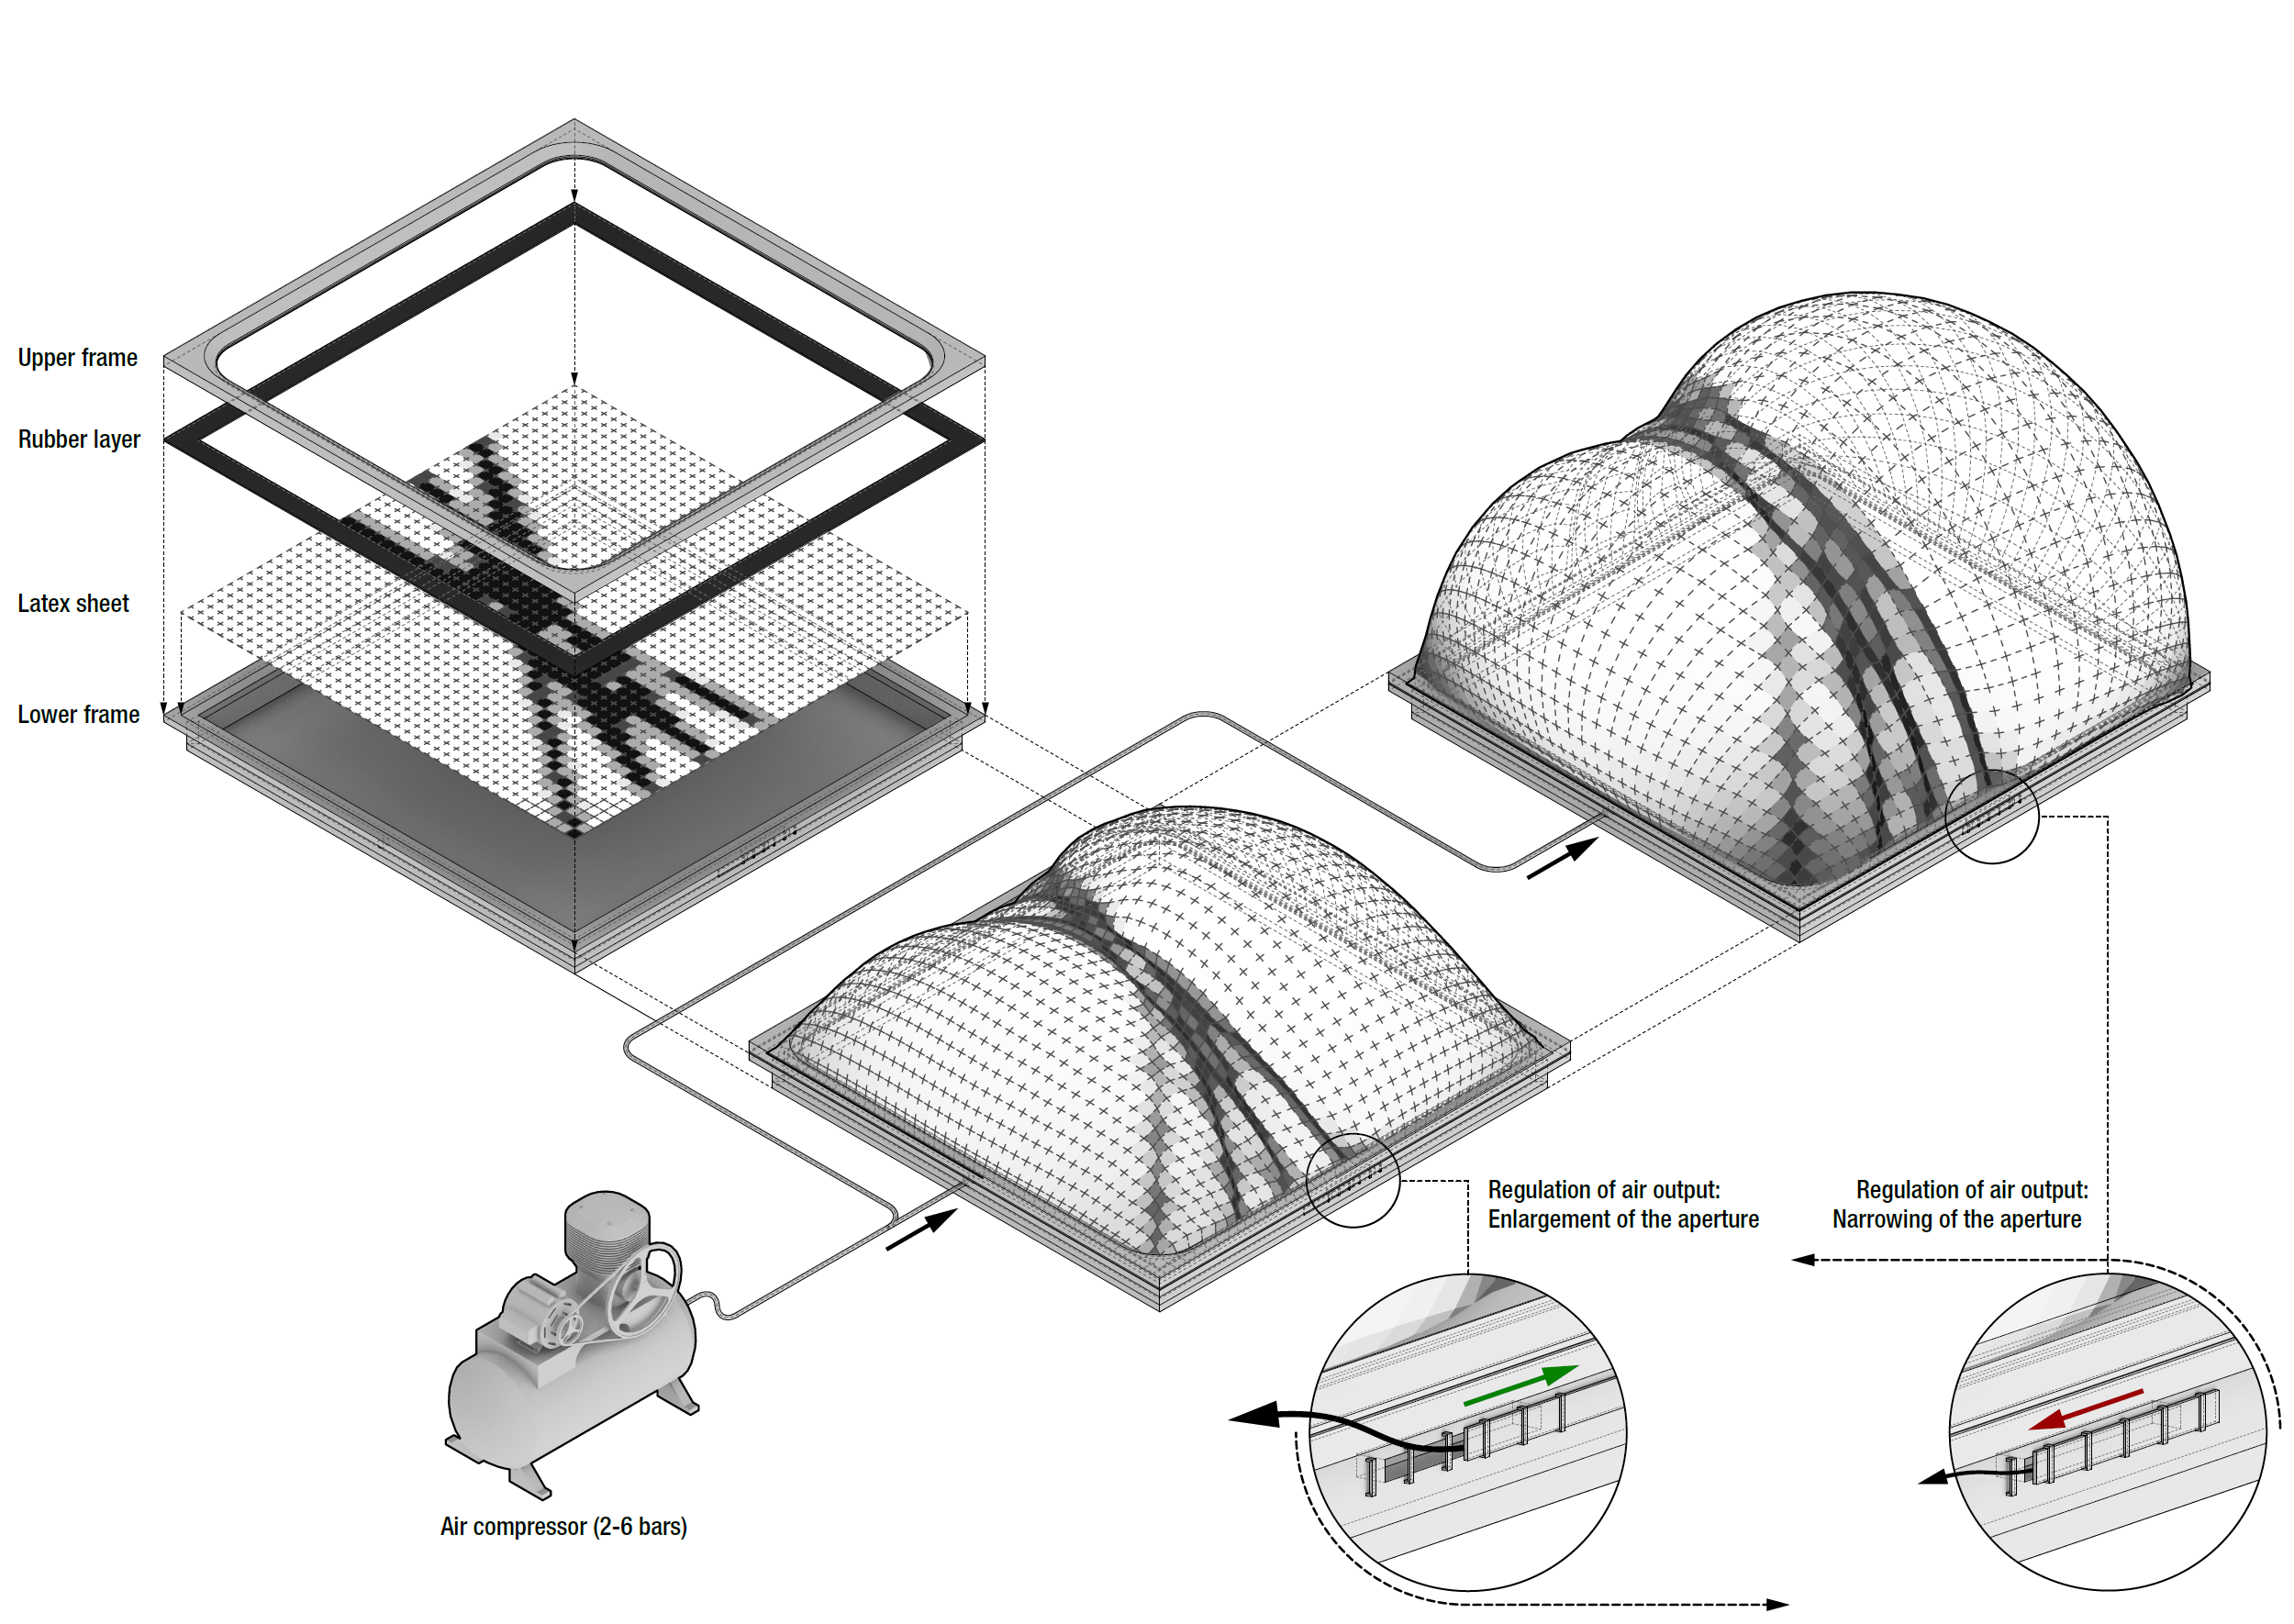 Upper frame
Rubber layer
Latex sheet
Lower frame
Regulation of air output:
Enlargement of the aperture
Regulation of air output:
Narrowing of the aperture
Air compressor (2-6 bars)